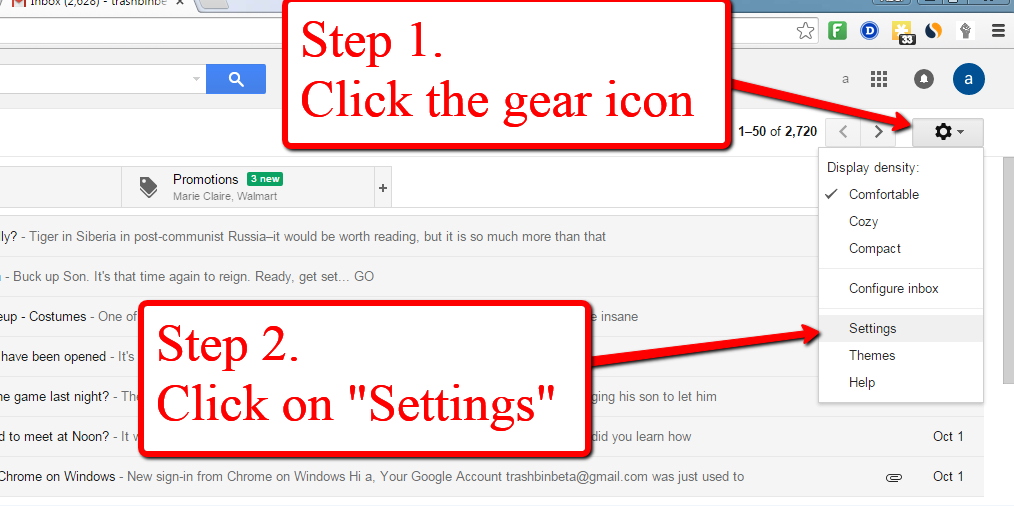 Inbox (2,628) - trashbinbe
Step 1.
Click the gear icon
F
D
33
a
a
1–50 of 2,720
Display density:
Promotions 3 new
Marie Claire, Walmart
+
Comfortable
Cozy
Compact
Configure inbox
Settings
Themes
Help
ly? - Tiger in Siberia in post-communist Russia–it would be worth reading, but it is so much more than that
- Buck up Son. It's that time again to reign. Ready, get set... GO
eup - Costumes - One of
e insane
Step 2.
Click on "Settings"
have been opened - It's
ne game last night? - Th
ging his son to let him
d to meet at Noon? - It w
did you learn how
Oct 1
Chrome on Windows - New sign-in from Chrome on Windows Hi a, Your Google Account trashbinbeta@gmail.com was just used to
Oct 1